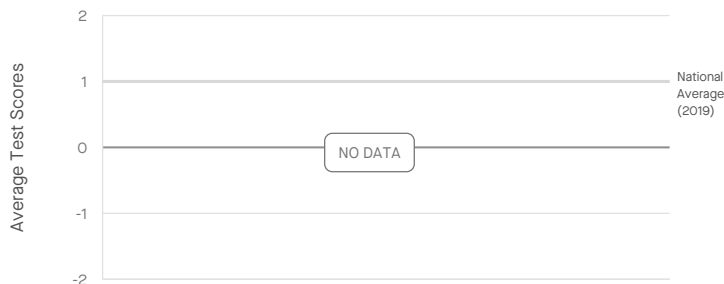 2
1
National
Average
(2019)
Average Test Scores
0
NO DATA
-1
-2